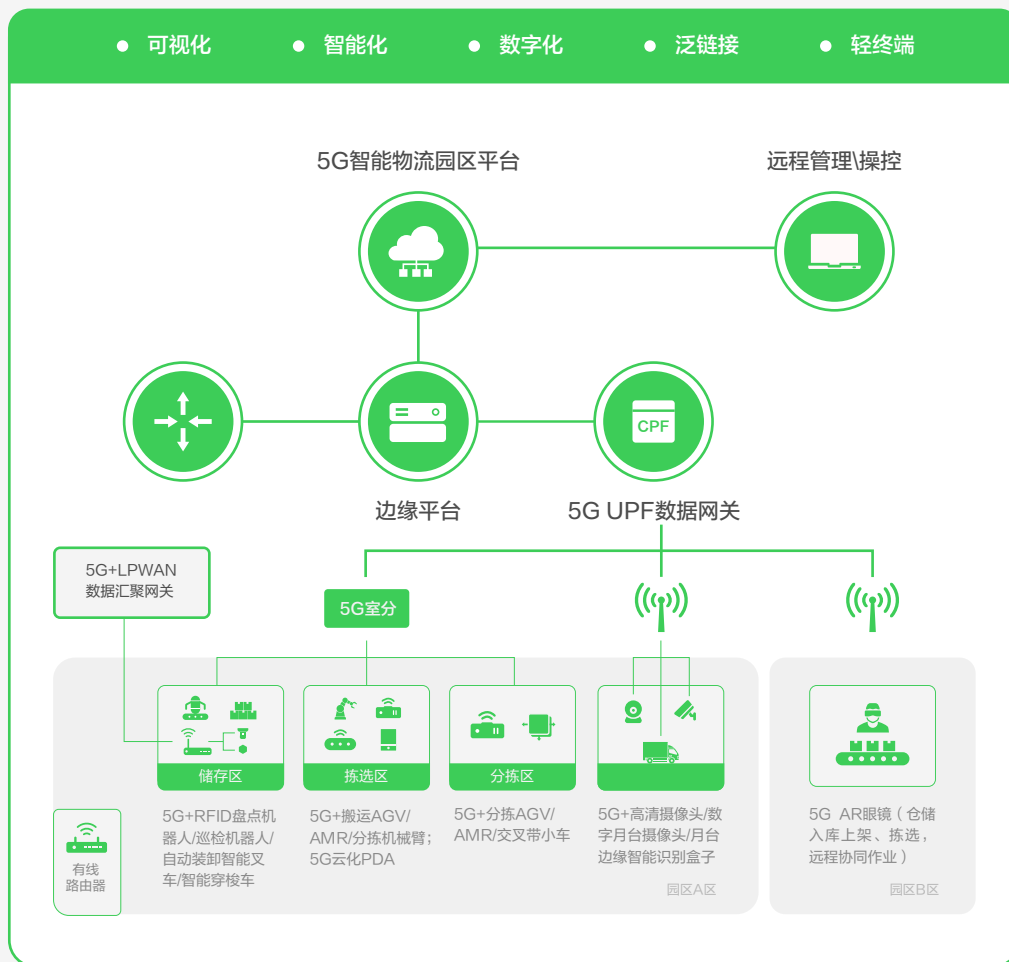 可视化
智能化
数字化
泛链接
轻终端
5G智能物流园区平台
远程管理\操控
CPF
边缘平台
5G UPF数据网关
5G+LPWAN
数据汇聚网关
5G室分
储存区
拣选区
分拣区
5G+RFID盘点机
器人/巡检机器人/
自动装卸智能叉
车/智能穿梭车
5G+搬运AGV/
AMR/分拣机械臂；
5G云化PDA
5G+分拣AGV/
AMR/交叉带小车
5G+高清摄像头/数
字月台摄像头/月台
边缘智能识别盒子
5G AR眼镜（仓储
入库上架、拣选，
远程协同作业）
有线
路由器
园区A区
园区B区